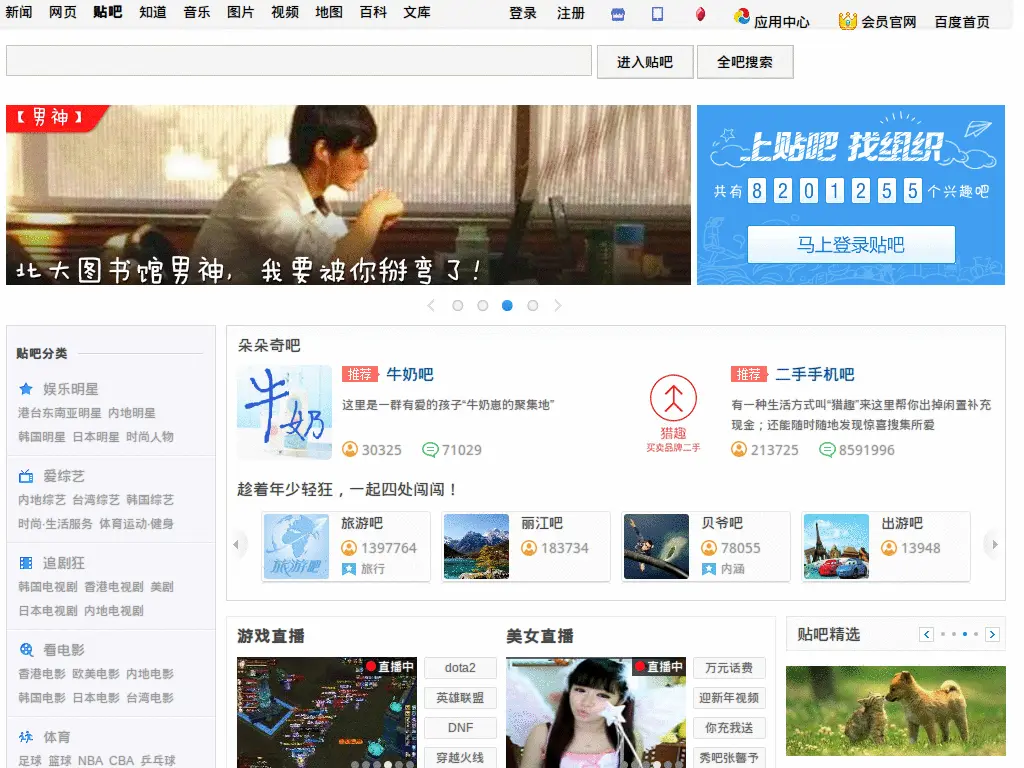 新闻 网页 贴吧 知道 音乐 图片 视频 地图 百科 文库 登录 注册 应用中心 会员官网 百度首页
进入贴吧 全吧搜索
【男神】
北大图书馆男神，我要被你掰弯了！
上贴吧 找组织
共有 8 2 0 1 2 5 5 个兴趣吧
马上登录贴吧
贴吧分类
娱乐明星
港台东南亚明星 内地明星
韩国明星 日本明星 时尚人物
爱综艺
内地综艺 台湾综艺 韩国综艺
时尚·生活服务 体育运动·健身
追剧狂
韩国电视剧 香港电视剧 美剧
日本电视剧 内地电视剧
看电影
香港电影 欧美电影 内地电影
韩国电影 日本电影 台湾电影
体育
足球 篮球 NBA CBA 乒乓球
朵朵奇吧
牛奶
推荐 牛奶吧
这里是一群有爱的孩子“牛奶崽的聚集地”
30325 71029
猎趣
买卖品牌二手
推荐 二手手机吧
有一种生活方式叫“猎趣”来这里帮你出掉闲置补充
现金；还能随时随地发现惊喜搜集所爱
213725 8591996
趁着年少轻狂，一起四处闯闯！
旅游吧
旅游吧
1397764
旅行
丽江吧
183734
贝爷吧
78055
内涵
出游吧
13948
游戏直播
直播中
dota2
英雄联盟
DNF
穿越火线
美女直播
直播中
万元话费
迎新年视频
你充我送
秀吧张馨予
贴吧精选